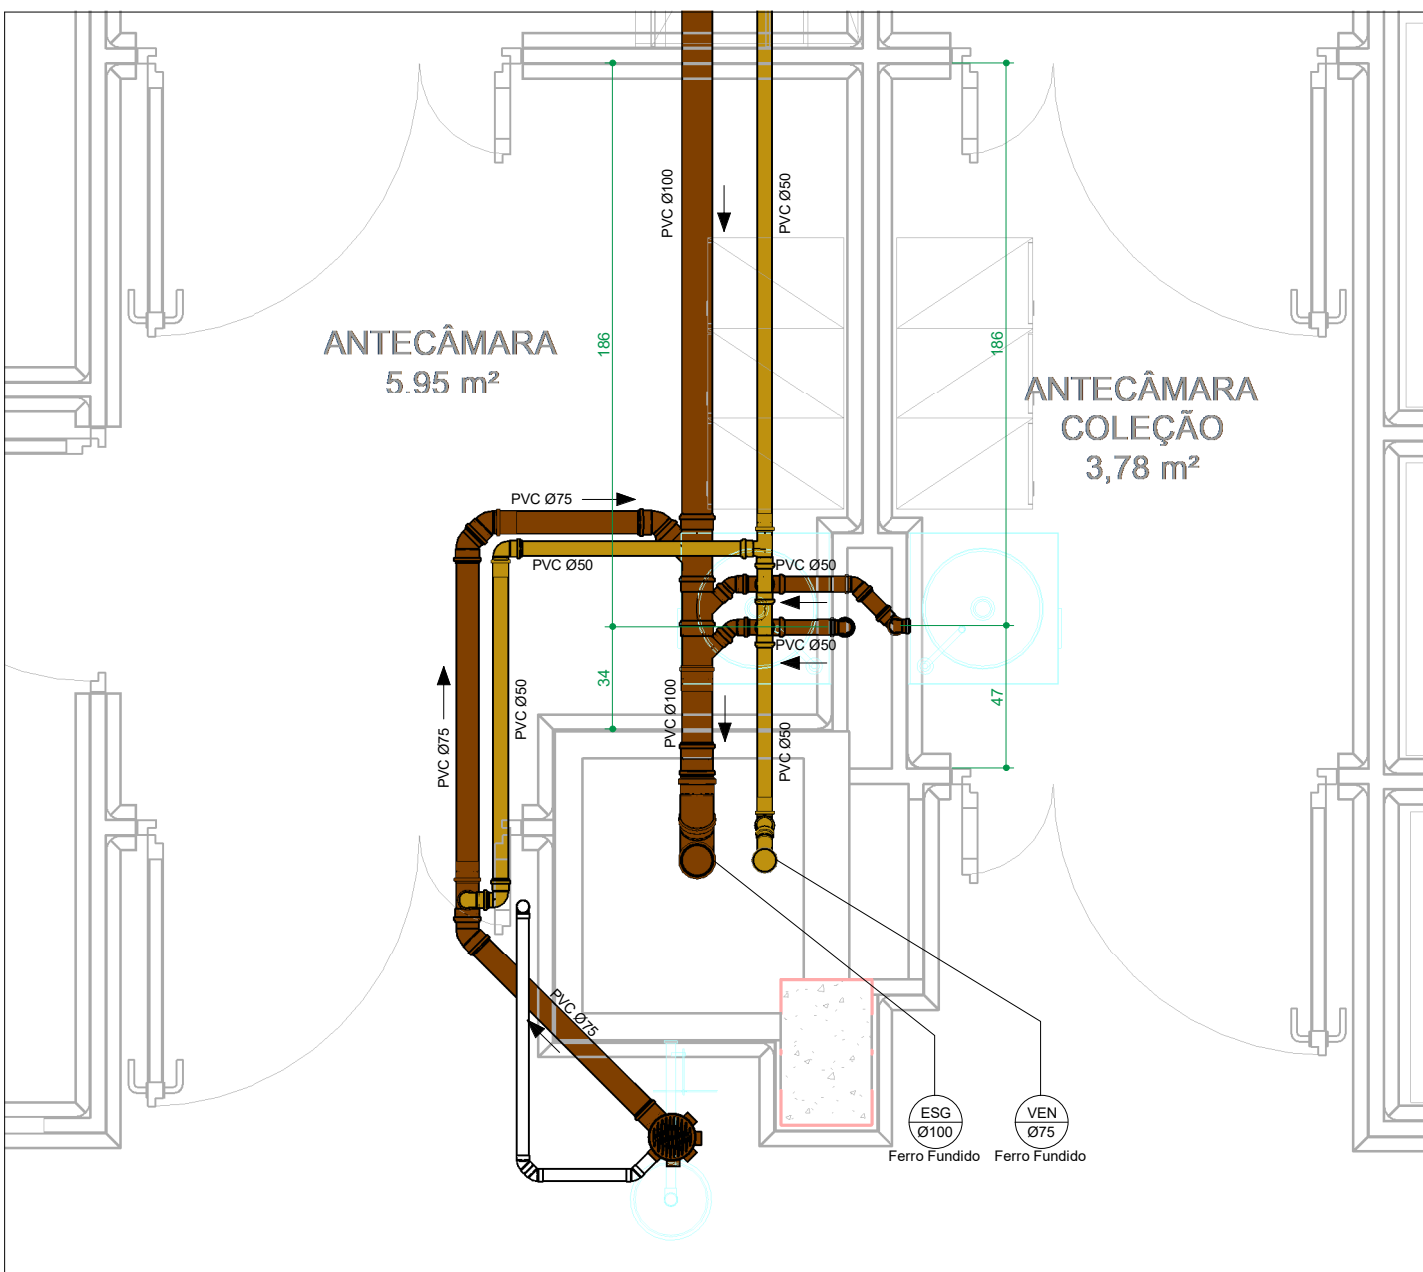 PVC Ø100
PVC Ø50
186
186
ANTECÂMARA
5.95 m²
ANTECÂMARA
COLEÇÃO
3,78 m²
PVC Ø75
PVC Ø50
PVC Ø50
PVC Ø50
34
47
PVC Ø100
PVC Ø50
PVC Ø75
PVC Ø50
PVC Ø75
ESG
Ø100
Ferro Fundido
VEN
Ø75
Ferro Fundido